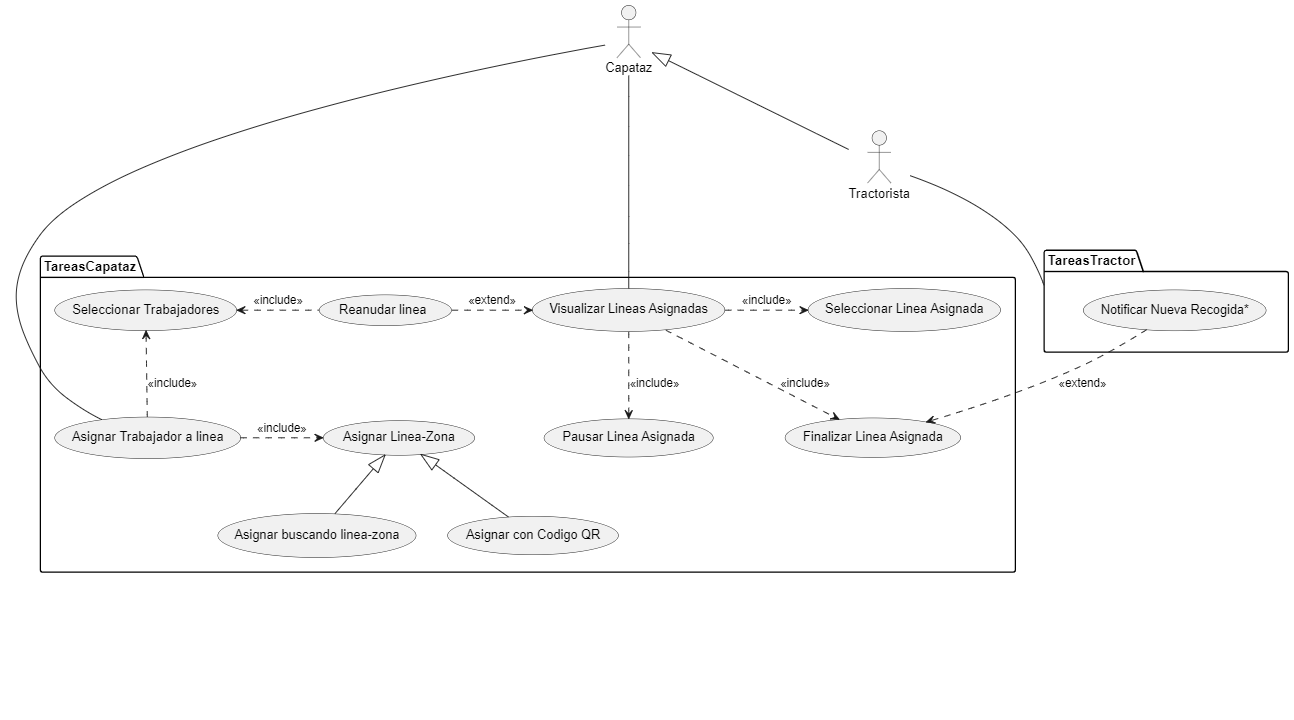 Capataz
Tractorista
TareasCapataz
TareasTractor
Seleccionar Trabajadores
«include»
Reanudar linea
«extend»
Visualizar Lineas Asignadas
«include»
Seleccionar Linea Asignada
Notificar Nueva Recogida*
«include»
«include»
«include»
«extend»
Asignar Trabajador a linea
«include»
Asignar Linea-Zona
Pausar Linea Asignada
Finalizar Linea Asignada
Asignar buscando linea-zona
Asignar con Codigo QR